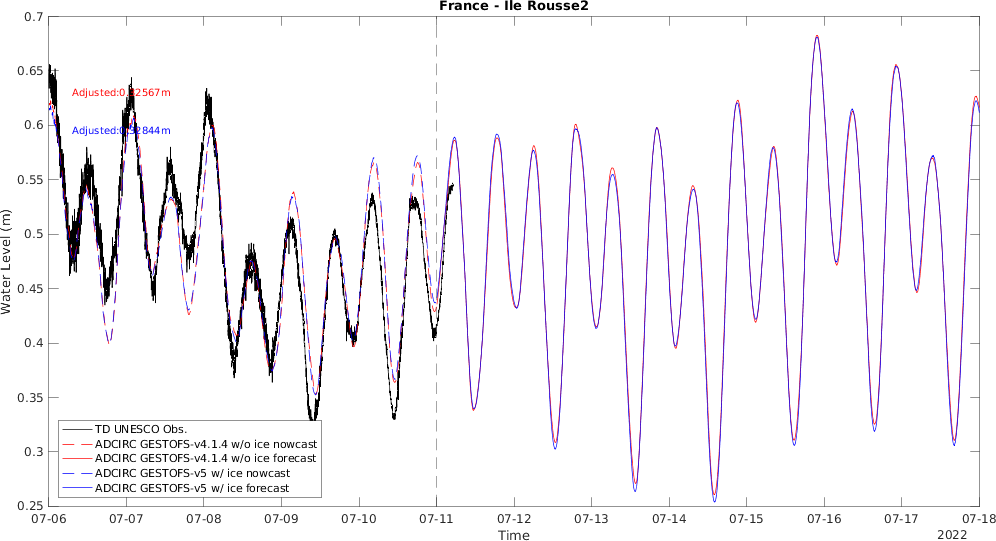 France - Ile Rousse2
Water Level (m)
0.7
0.65
0.6
0.55
0.5
0.45
0.4
0.35
0.3
0.25
TD UNESCO Obs.
ADCIRC GESTOFS-v4.1.4 w/o ice nowcast
ADCIRC GESTOFS-v4.1.4 w/o ice forecast
ADCIRC GESTOFS-v5 w/ ice nowcast
ADCIRC GESTOFS-v5 w/ ice forecast
07-06 07-07 07-08 07-09 07-10 07-11 07-12 07-13 07-14 07-15 07-16 07-17 07-18
Time
2022